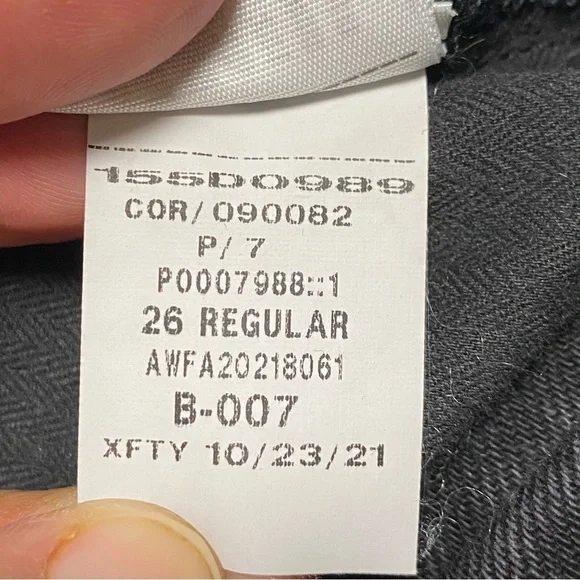 155D0989
COR/090082
P/7
P0007988::1
26 REGULAR
AWFA20218061
B-007
XFTY 10/23/21